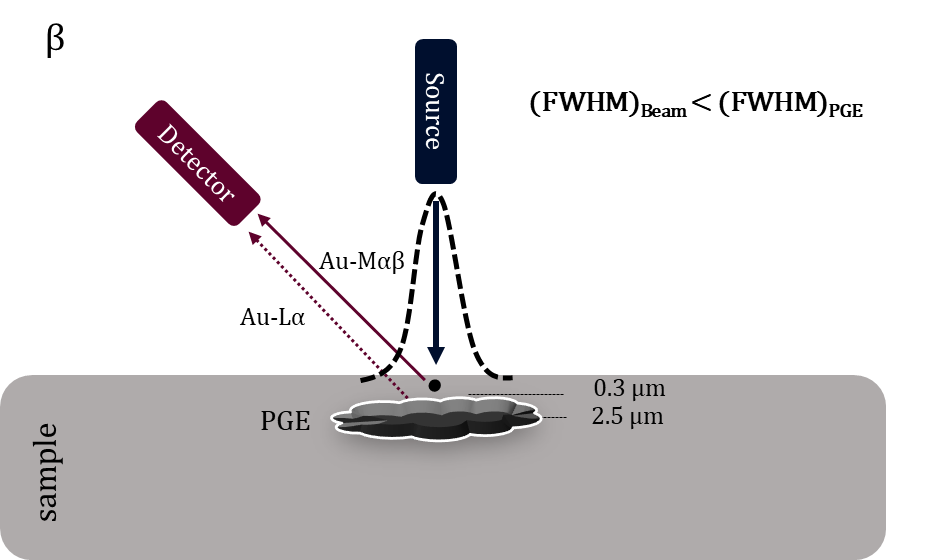 β
Source
(FWHM)Beam < (FWHM)PGE
Detector
Au-Mαβ
Au-Lα
0.3 μm
2.5 μm
PGE
sample